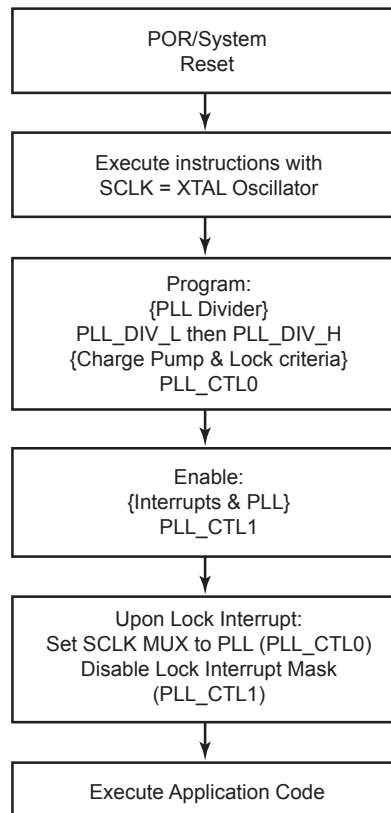 POR/System
Reset
Execute instructions with
SCLK = XTAL Oscillator
Program:
{PLL Divider}
PLL_DIV_L then PLL_DIV_H
{Charge Pump & Lock criteria}
PLL_CTL0
Enable:
{Interrupts & PLL}
PLL_CTL1
Upon Lock Interrupt:
Set SCLK MUX to PLL (PLL_CTL0)
Disable Lock Interrupt Mask
(PLL_CTL1)
Execute Application Code